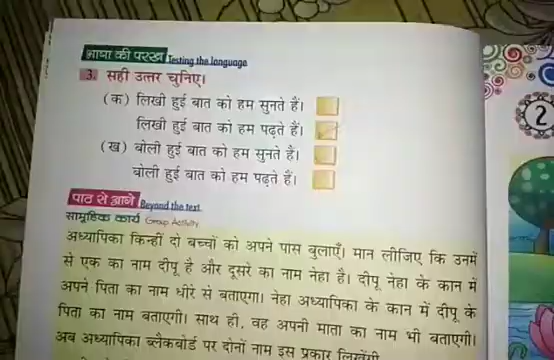 भाषा की परख Testing the language
3. सही उत्तर चुनिए।
(क) लिखी हुई बात को हम सुनते हैं।
लिखी हुई बात को हम पढ़ते हैं।
(ख) बोली हुई बात को हम सुनते हैं।
बोली हुई बात को हम पढ़ते हैं।
पाठ से आगे Beyond the text
सामूहिक कार्य Group Activity
अध्यापिका किन्हीं दो बच्चों को अपने पास बुलाएँ। मान लीजिए कि उनमें
से एक का नाम दीपू है और दूसरे का नाम नेहा है। दीपू नेहा के कान में
अपने पिता का नाम धीरे से बताएगा। नेहा अध्यापिका के कान में दीपू के
पिता का नाम बताएगी। साथ ही, वह अपनी माता का नाम भी बताएगी।
अब अध्यापिका ब्लैकबोर्ड पर दोनों नाम इस प्रकार लिखेंगी
2